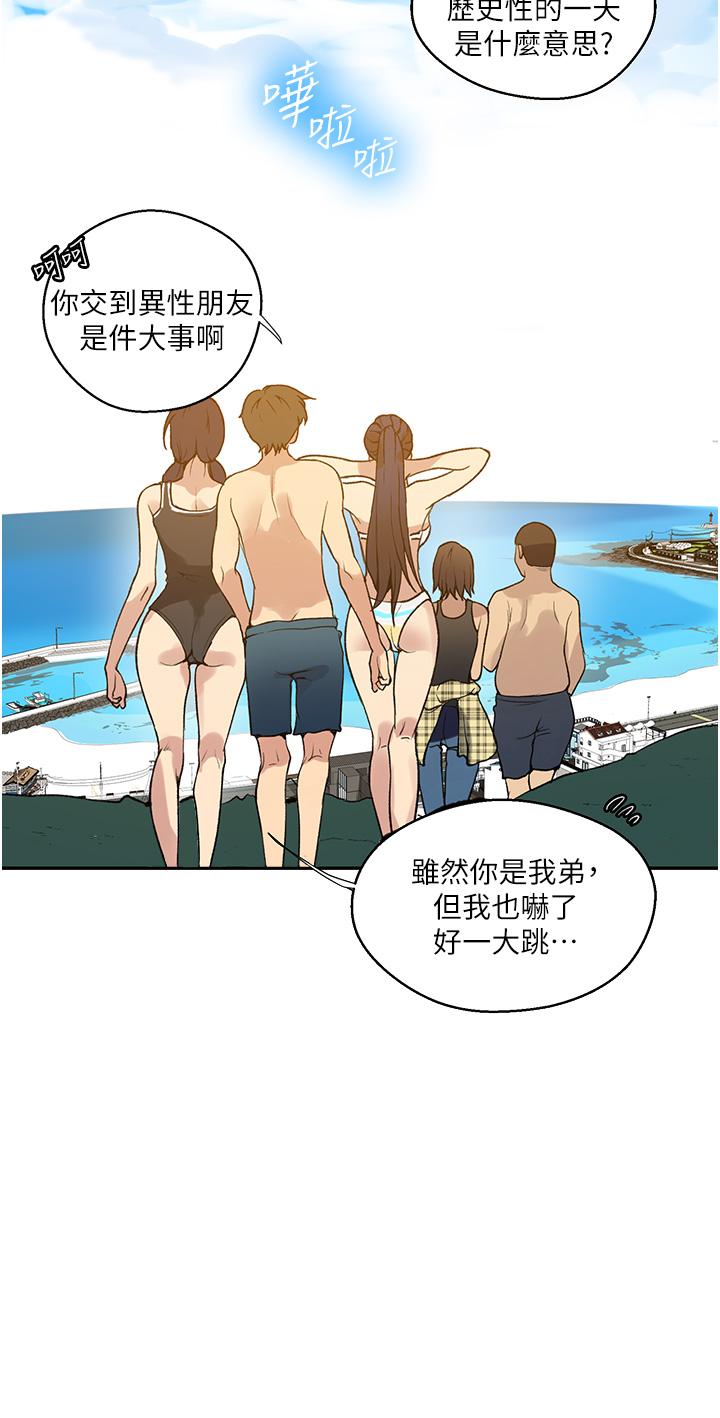 歷史性的一天
是什麼意思?
嘩啦啦
呵呵
你交到異性朋友
是件大事啊
雖然你是我弟，
但我也嚇了
好一大跳…